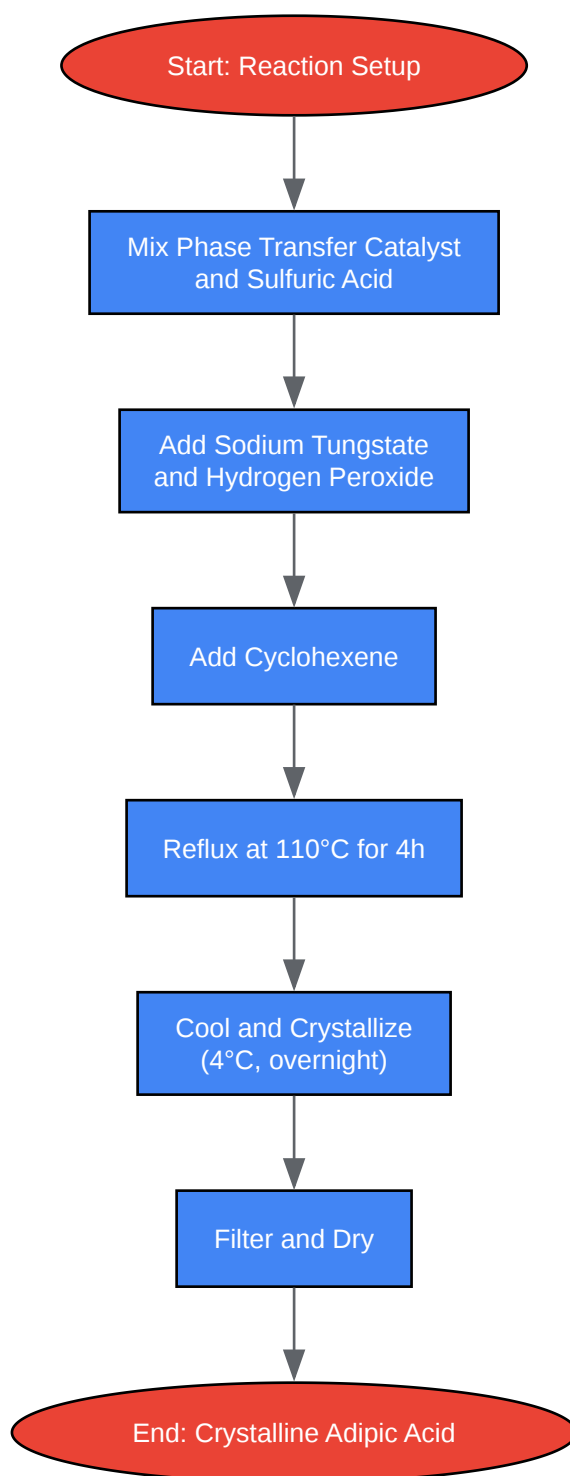 Start: Reaction Setup
Mix Phase Transfer Catalyst
and Sulfuric Acid
Add Sodium Tungstate
and Hydrogen Peroxide
Add Cyclohexene
Reflux at 110°C for 4h
Cool and Crystallize
(4°C, overnight)
Filter and Dry
End: Crystalline Adipic Acid